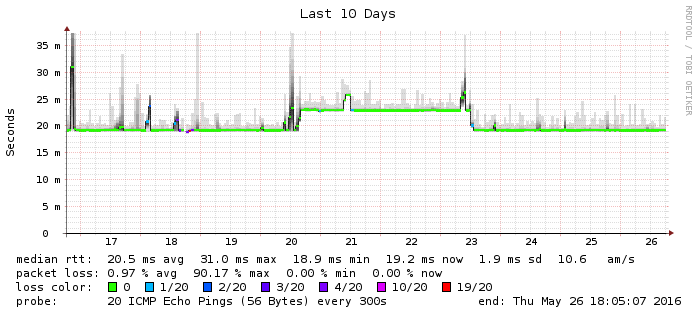 Last 10 Days
RRDTOOL / TOBI OETIKER
Seconds
35 m
30 m
25 m
20 m
15 m
10 m
5 m
0
17 18 19 20 21 22 23 24 25 26
median rtt: 20.5 ms avg 31.0 ms max 18.9 ms min 19.2 ms now 1.9 ms sd 10.6 am/s
packet loss: 0.97 % avg 90.17 % max 0.00 % min 0.00 % now
loss color: 0 1/20 2/20 3/20 4/20 10/20 19/20
probe: 20 ICMP Echo Pings (56 Bytes) every 300s end: Thu May 26 18:05:07 2016